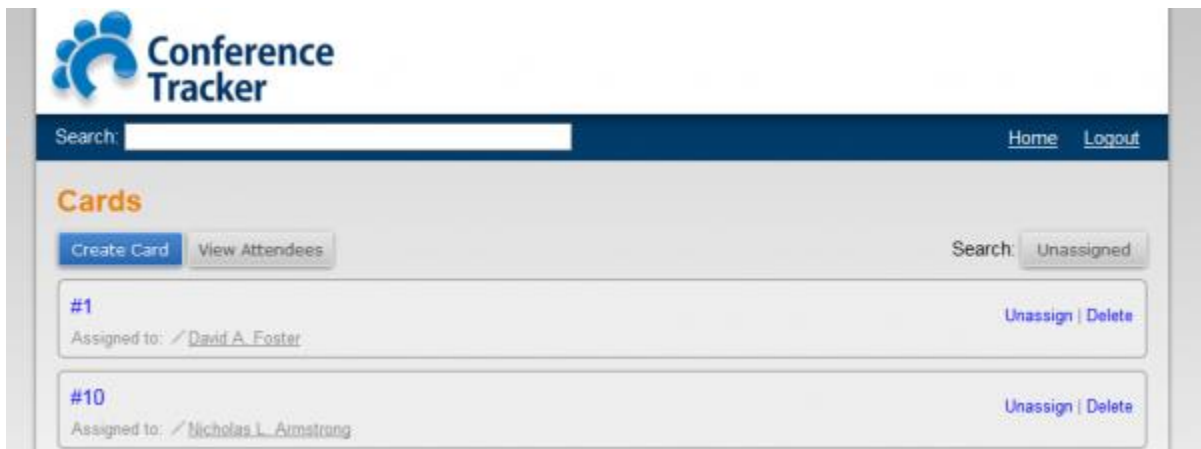 Conference
Tracker
Search: Home Logout
Cards
Create Card View Attendees Search: Unassigned
#1
Unassign | Delete
Assigned to: David A. Foster
#10
Unassign | Delete
Assigned to: Nicholas L. Armstrong